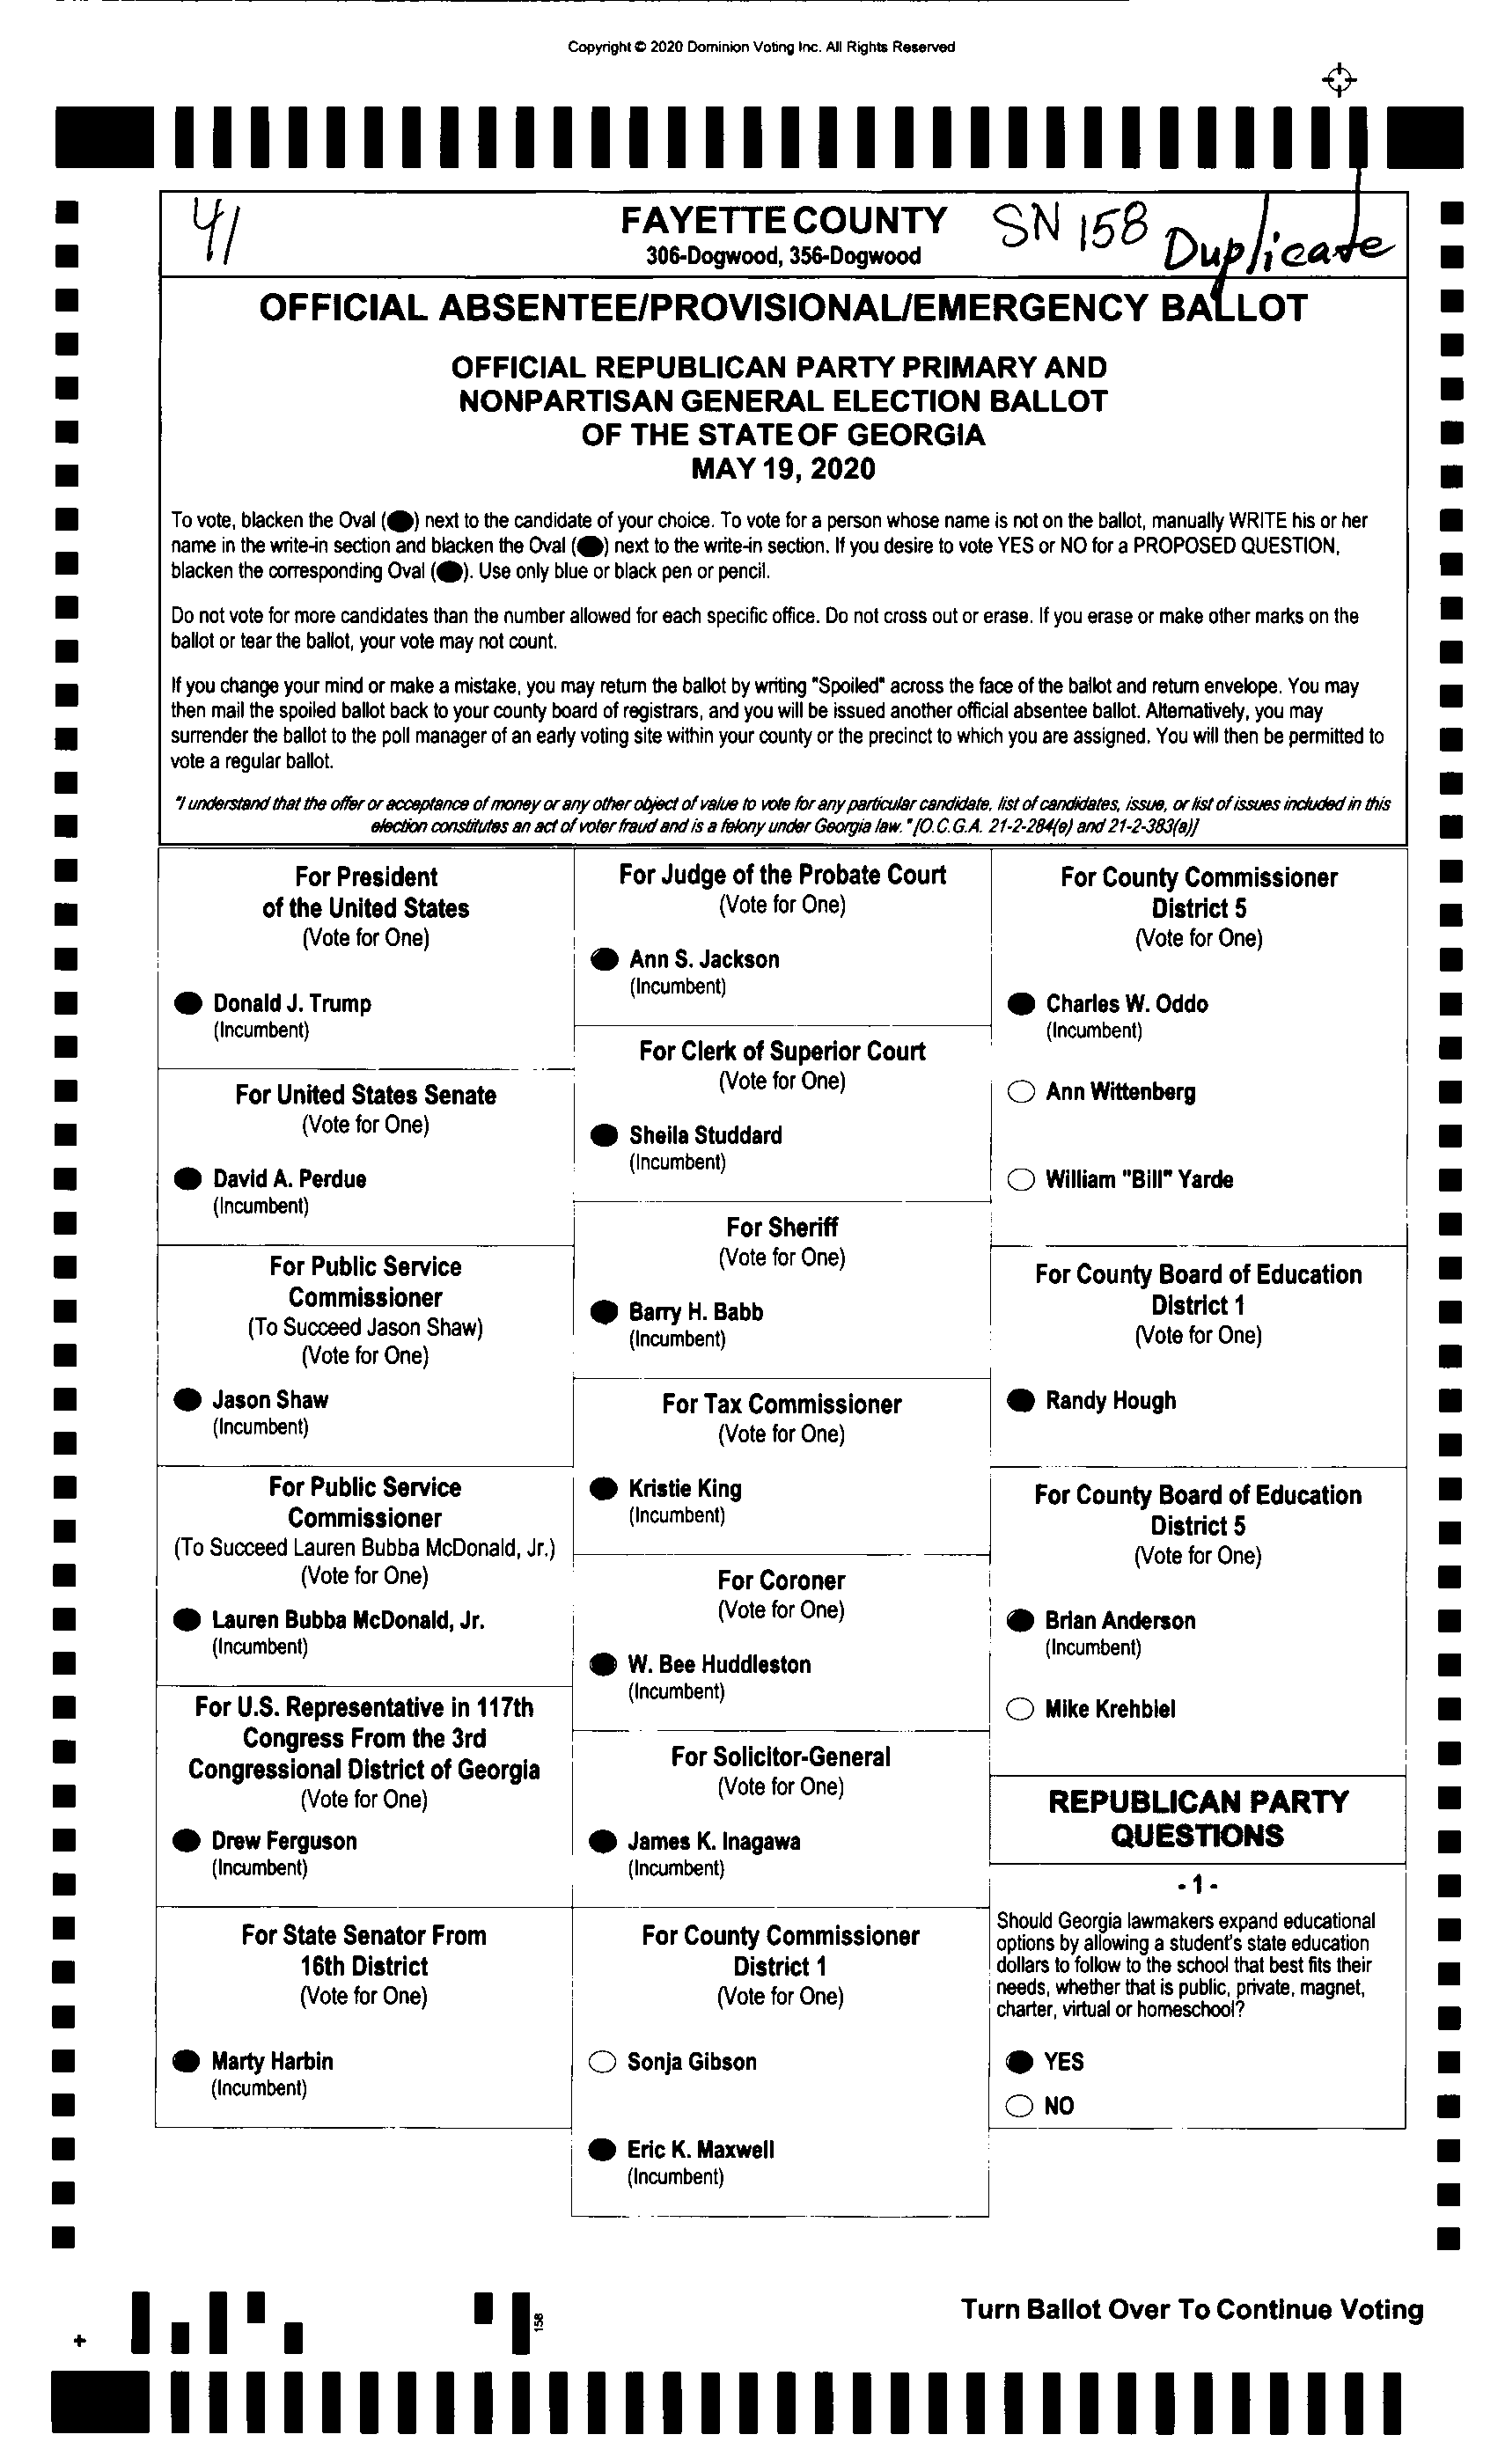 Copyright © 2020 Dominion Voting Inc. All Rights Reserved
41
FAYETTE COUNTY
SN 158 Duplicate
306-Dogwood, 356-Dogwood
OFFICIAL ABSENTEE/PROVISIONAL/EMERGENCY BALLOT
OFFICIAL REPUBLICAN PARTY PRIMARY AND
NONPARTISAN GENERAL ELECTION BALLOT
OF THE STATE OF GEORGIA
MAY 19, 2020
To vote, blacken the Oval (●) next to the candidate of your choice. To vote for a person whose name is not on the ballot, manually WRITE his or her
name in the write-in section and blacken the Oval (●) next to the write-in section. If you desire to vote YES or NO for a PROPOSED QUESTION,
blacken the corresponding Oval (●). Use only blue or black pen or pencil.
Do not vote for more candidates than the number allowed for each specific office. Do not cross out or erase. If you erase or make other marks on the
ballot or tear the ballot, your vote may not count.
If you change your mind or make a mistake, you may return the ballot by writing "Spoiled" across the face of the ballot and return envelope. You may
then mail the spoiled ballot back to your county board of registrars, and you will be issued another official absentee ballot. Alternatively, you may
surrender the ballot to the poll manager of an early voting site within your county or the precinct to which you are assigned. You will then be permitted to
vote a regular ballot.
"I understand that the offer or acceptance of money or any other object of value to vote for any particular candidate, list of candidates, issue, or list of issues included in this
election constitutes an act of voter fraud and is a felony under Georgia law." [O.C.G.A. 21-2-284(e) and 21-2-383(a)]
For President
of the United States
(Vote for One)
Donald J. Trump
(Incumbent)
For United States Senate
(Vote for One)
David A. Perdue
(Incumbent)
For Public Service
Commissioner
(To Succeed Jason Shaw)
(Vote for One)
Jason Shaw
(Incumbent)
For Public Service
Commissioner
(To Succeed Lauren Bubba McDonald, Jr.)
(Vote for One)
Lauren Bubba McDonald, Jr.
(Incumbent)
For U.S. Representative in 117th
Congress From the 3rd
Congressional District of Georgia
(Vote for One)
Drew Ferguson
(Incumbent)
For State Senator From
16th District
(Vote for One)
Marty Harbin
(Incumbent)
For Judge of the Probate Court
(Vote for One)
Ann S. Jackson
(Incumbent)
For Clerk of Superior Court
(Vote for One)
Sheila Studdard
(Incumbent)
For Sheriff
(Vote for One)
Barry H. Babb
(Incumbent)
For Tax Commissioner
(Vote for One)
Kristie King
(Incumbent)
For Coroner
(Vote for One)
W. Bee Huddleston
(Incumbent)
For Solicitor-General
(Vote for One)
James K. Inagawa
(Incumbent)
For County Commissioner
District 1
(Vote for One)
Sonja Gibson
Eric K. Maxwell
(Incumbent)
For County Commissioner
District 5
(Vote for One)
Charles W. Oddo
(Incumbent)
Ann Wittenberg
William "Bill" Yarde
For County Board of Education
District 1
(Vote for One)
Randy Hough
For County Board of Education
District 5
(Vote for One)
Brian Anderson
(Incumbent)
Mike Krehbiel
REPUBLICAN PARTY
QUESTIONS
- 1 -
Should Georgia lawmakers expand educational
options by allowing a student's state education
dollars to follow to the school that best fits their
needs, whether that is public, private, magnet,
charter, virtual or homeschool?
YES
NO
Turn Ballot Over To Continue Voting
158